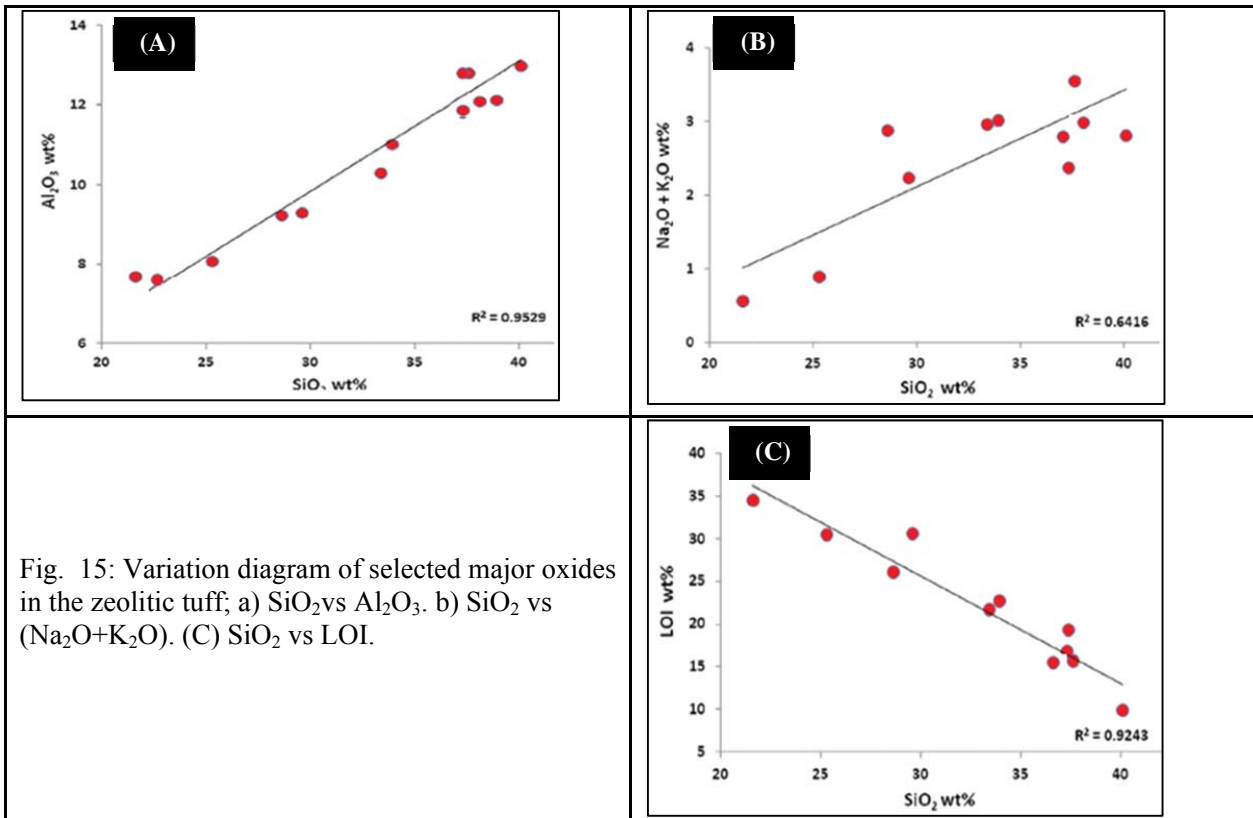 (A)
14
12
10
8
6
Al₂O₃ wt%
20 25 30 35 40
SiO₂ wt%
R² = 0.9529
(B)
4
3
2
1
0
Na₂O + K₂O wt%
20 25 30 35 40
SiO₂ wt%
R² = 0.6416
Fig. 15: Variation diagram of selected major oxides
in the zeolitic tuff; a) SiO₂vs Al₂O₃. b) SiO₂ vs
(Na₂O+K₂O). (C) SiO₂ vs LOI.
(C)
40
35
30
25
20
15
10
5
LOI wt%
20 25 30 35 40
SiO₂ wt%
R² = 0.9243